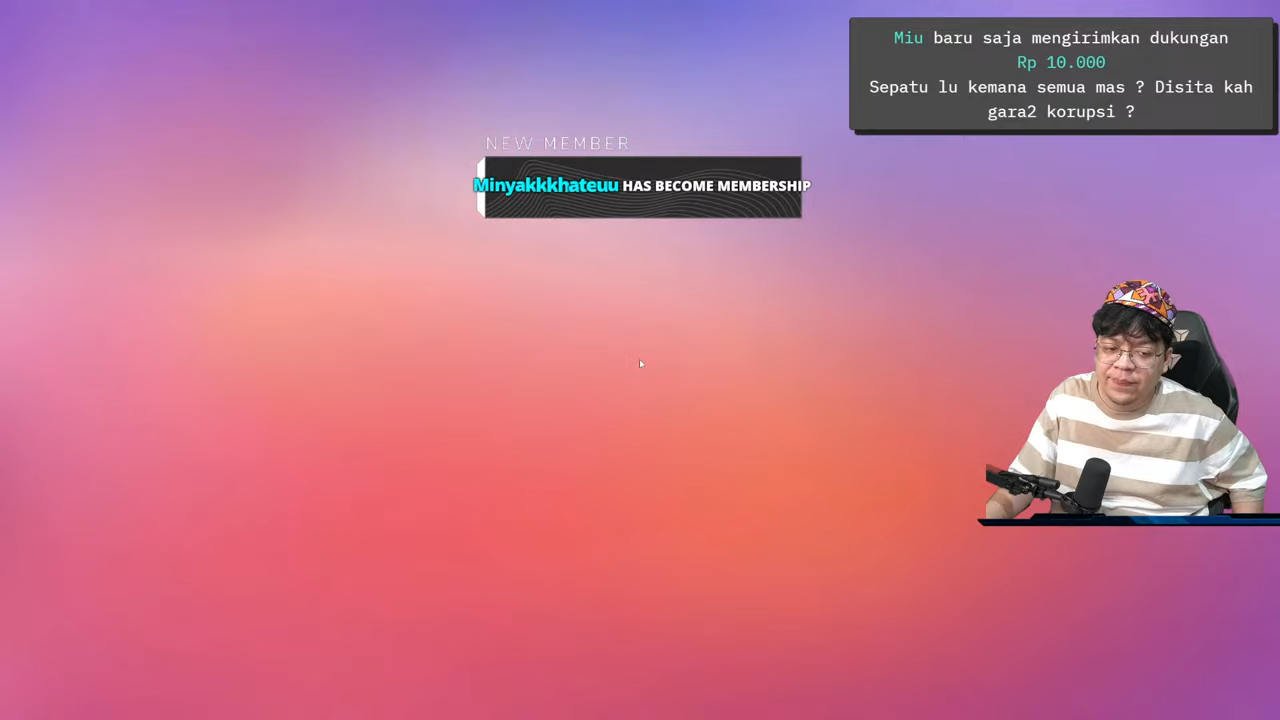 Miu baru saja mengirimkan dukungan
Rp 10.000
Sepatu lu kemana semua mas ? Disita kah
gara2 korupsi ?
NEW MEMBER
Minyakkkhateuu HAS BECOME MEMBERSHIP